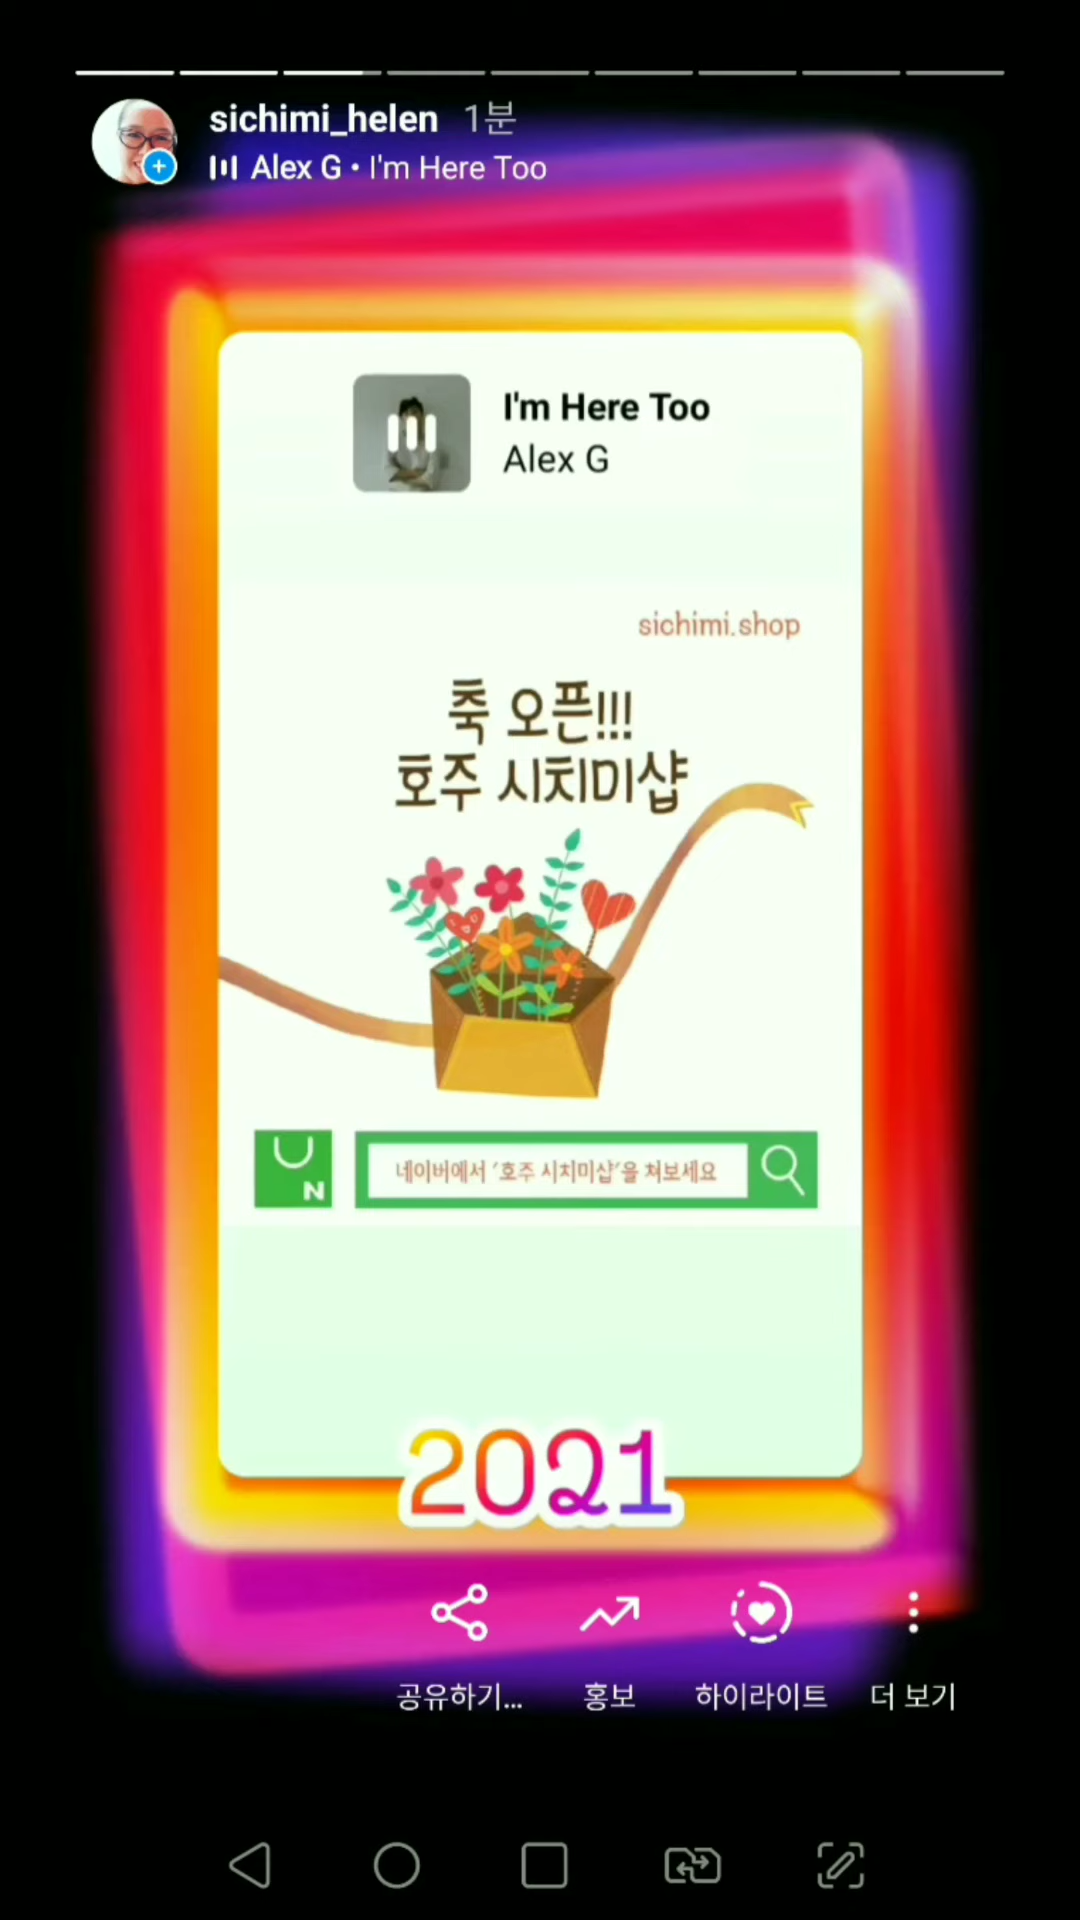 sichimi_helen 1분
Alex G • I'm Here Too
I'm Here Too
Alex G
sichimi.shop
축 오픈!!!
호주 시치미샵
N
네이버에서 '호주 시치미샵'을 쳐보세요
2021
공유하기... 홍보 하이라이트 더 보기